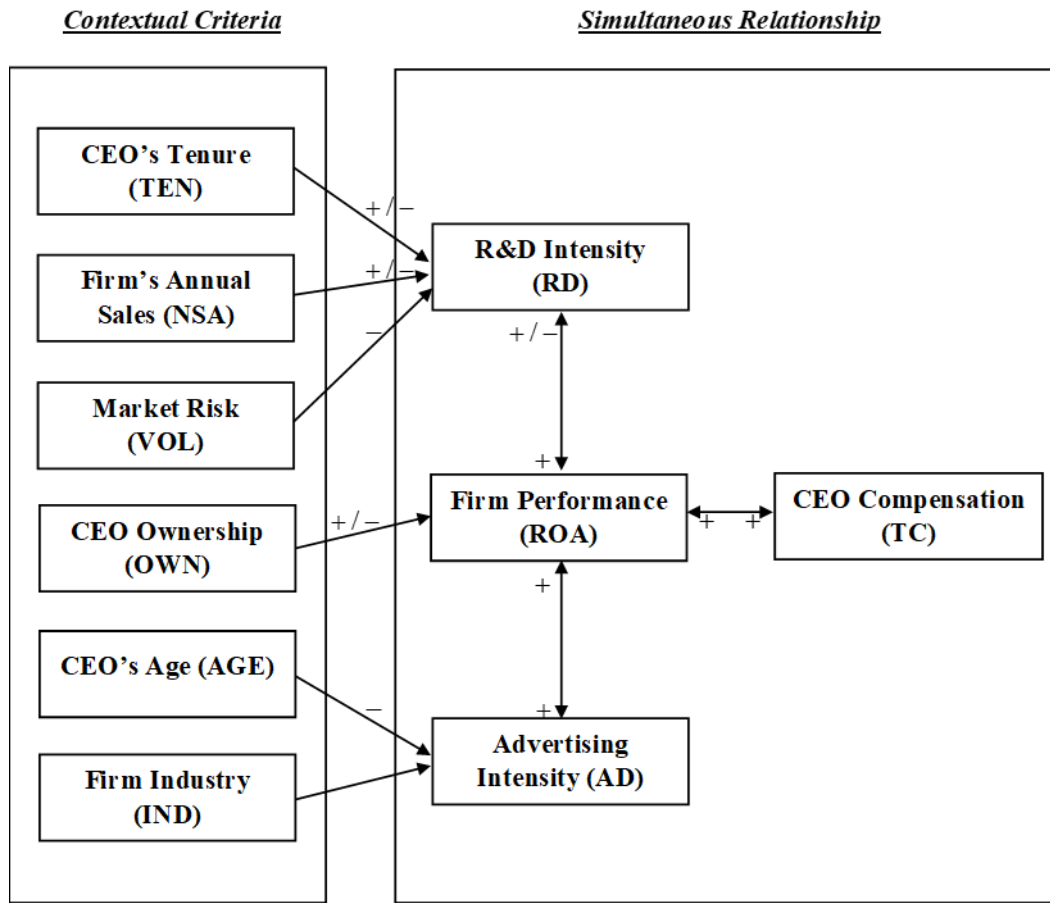 Contextual Criteria
Simultaneous Relationship
CEO’s Tenure
(TEN)
+ / −
Firm’s Annual
Sales (NSA)
+ / −
Market Risk
(VOL)
−
CEO Ownership
(OWN)
+ / −
CEO’s Age (AGE)
−
Firm Industry
(IND)
R&D Intensity
(RD)
+ / −
+
Firm Performance
(ROA)
+ +
CEO Compensation
(TC)
+
+
Advertising
Intensity (AD)